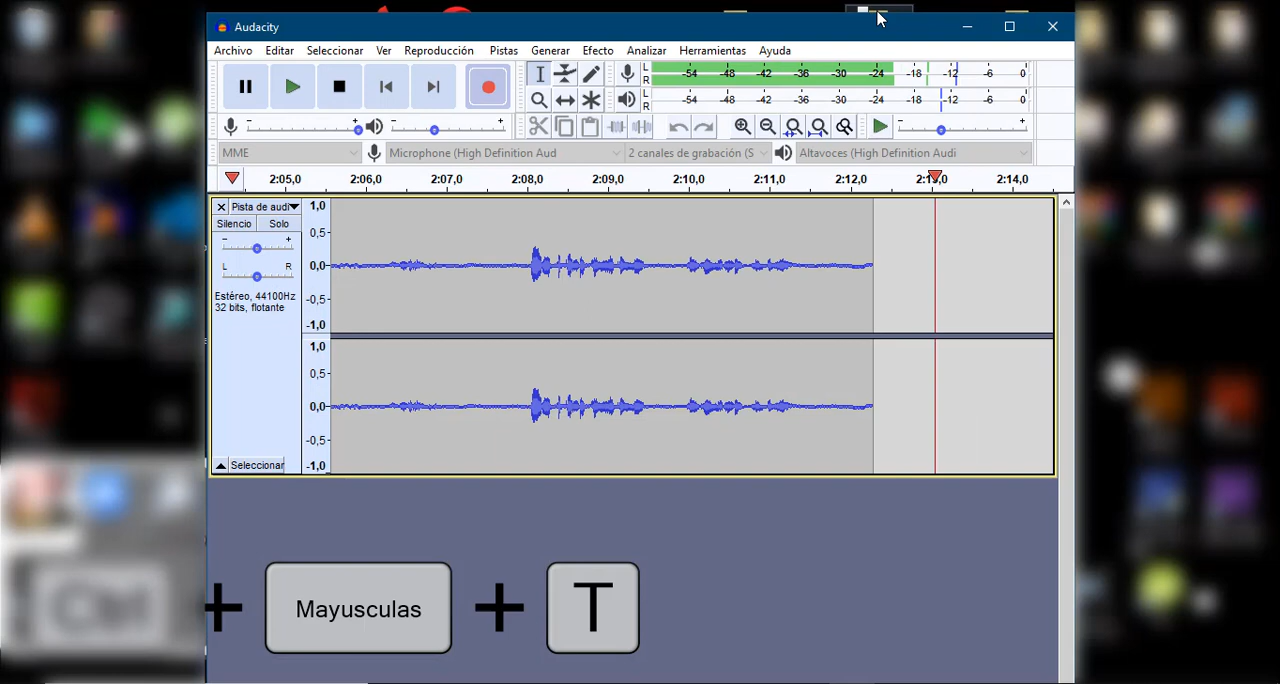 Audacity
Archivo Editar Seleccionar Ver Reproducción Pistas Generar Efecto Analizar Herramientas Ayuda
L -54 -48 -42 -36 -30 -24 -18 -12 -6 0
R
L -54 -48 -42 -36 -30 -24 -18 -12 -6 0
R
- + - + - +
MME Microphone (High Definition Aud 2 canales de grabación (S Altavoces (High Definition Audi
2:05,0 2:06,0 2:07,0 2:08,0 2:09,0 2:10,0 2:11,0 2:12,0 2:13,0 2:14,0
Pista de audi 1,0
Silencio Solo
0,5
- +
L R 0,0
Estéreo, 44100Hz
32 bits, flotante
-0,5
-1,0
1,0
0,5
0,0
-0,5
Seleccionar -1,0
Ctrl + Mayusculas + T